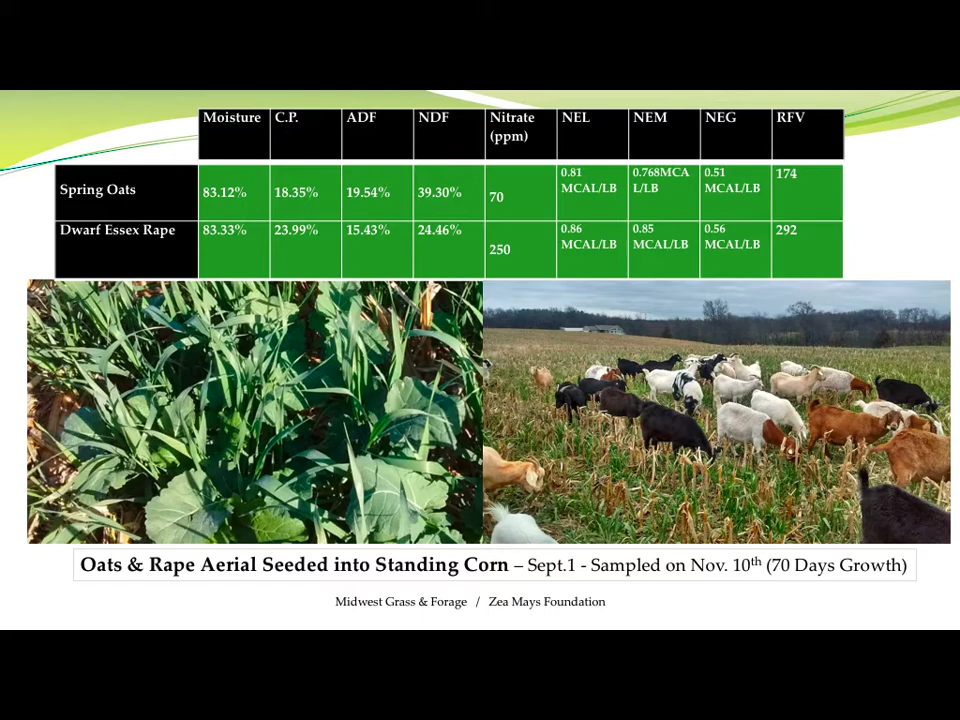 Moisture C.P. ADF NDF Nitrate (ppm) NEL NEM NEG RFV
Spring Oats 83.12% 18.35% 19.54% 39.30% 70 0.81 MCAL/LB 0.768MCA L/LB 0.51 MCAL/LB 174
Dwarf Essex Rape 83.33% 23.99% 15.43% 24.46% 250 0.86 MCAL/LB 0.85 MCAL/LB 0.56 MCAL/LB 292
Oats & Rape Aerial Seeded into Standing Corn – Sept.1 - Sampled on Nov. 10th (70 Days Growth)
Midwest Grass & Forage / Zea Mays Foundation